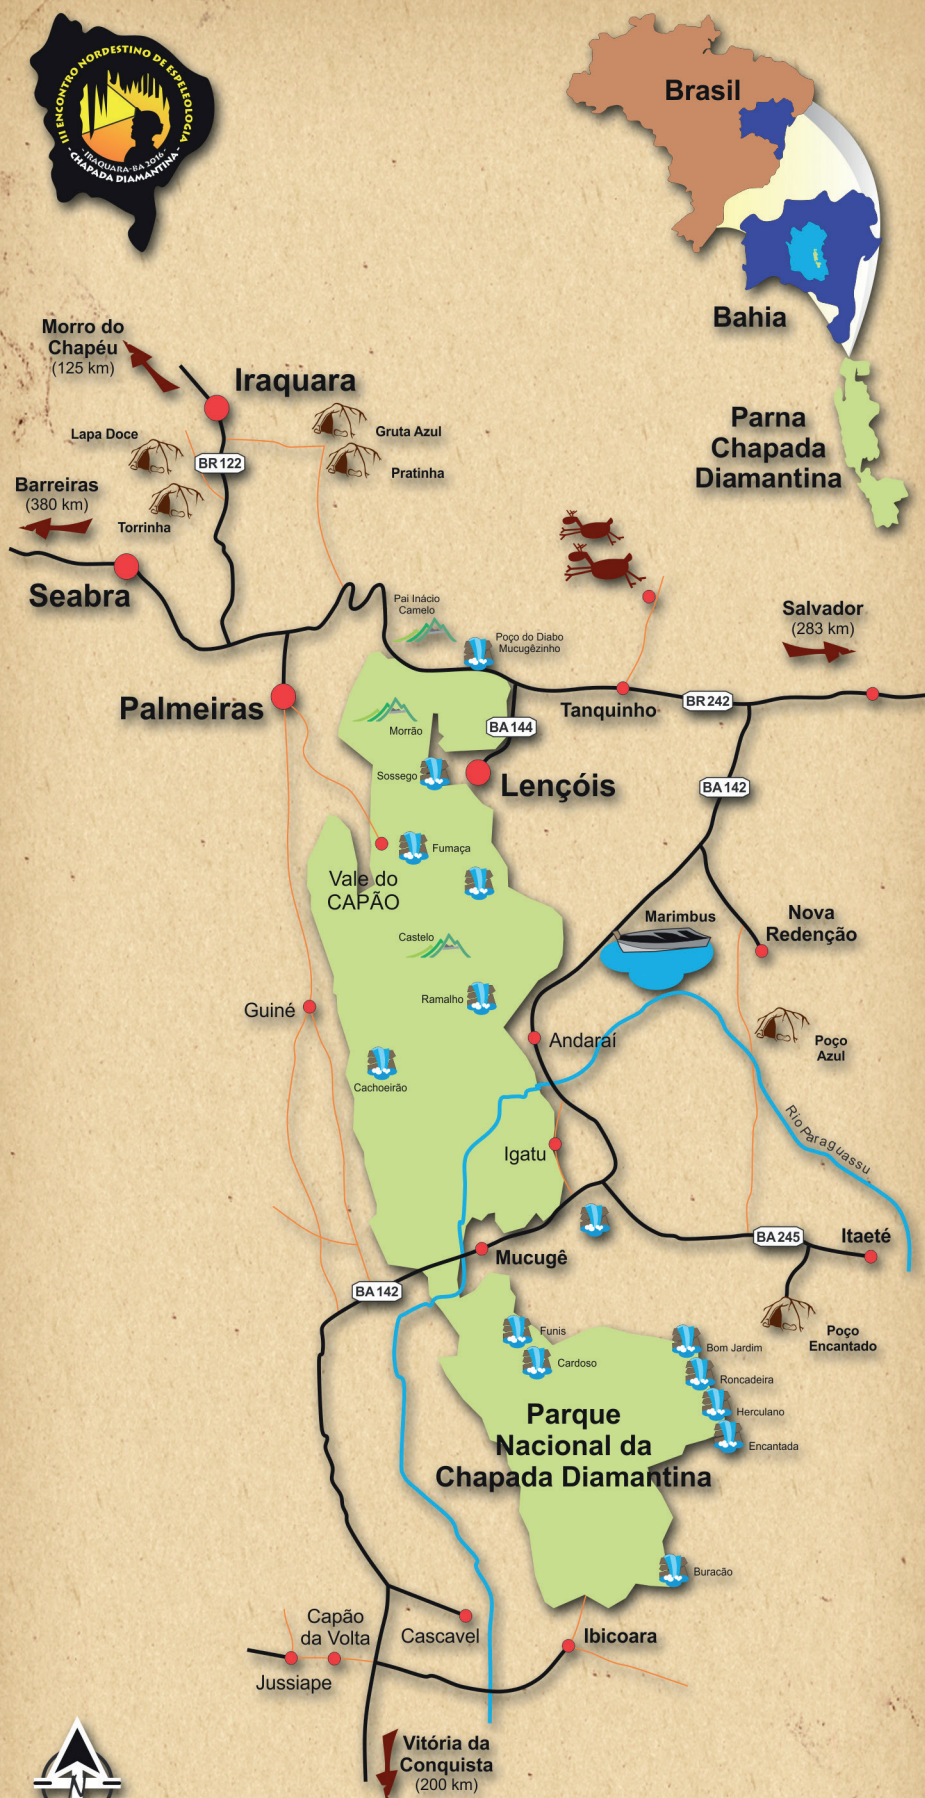 III ENCONTRO NORDESTINO DE ESPELEOLOGIA
- IRAQUARA-BA 2016 -
- CHAPADA DIAMANTINA -
Brasil
Bahia
Parna
Chapada
Diamantina
Morro do
Chapéu
(125 km)
Iraquara
Lapa Doce
Gruta Azul
BR 122
Pratinha
Barreiras
(380 km)
Torrinha
Seabra
Pai Inácio
Camelo
Poço do Diabo
Mucugêzinho
Salvador
(283 km)
Palmeiras
Tanquinho
BR 242
Morrão
BA 144
Sossego
Lençóis
BA 142
Fumaça
Vale do
CAPÃO
Marimbus
Nova
Redenção
Castelo
Ramalho
Guiné
Andaraí
Poço
Azul
Cachoeirão
Rio Paraguassu
Igatu
BA 245
Itaeté
Mucugê
BA 142
Funis
Cardoso
Poço
Encantado
Bom Jardim
Roncadeira
Herculano
Encantada
Parque
Nacional da
Chapada Diamantina
Buracão
Capão
da Volta
Cascavel
Ibicoara
Jussiape
Vitória da
Conquista
(200 km)
N